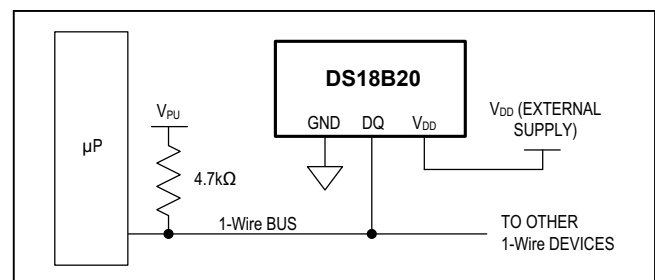 DS18B20
V_PU
GND DQ V_DD
V_DD (EXTERNAL
SUPPLY)
µP
4.7kΩ
1-Wire BUS
TO OTHER
1-Wire DEVICES